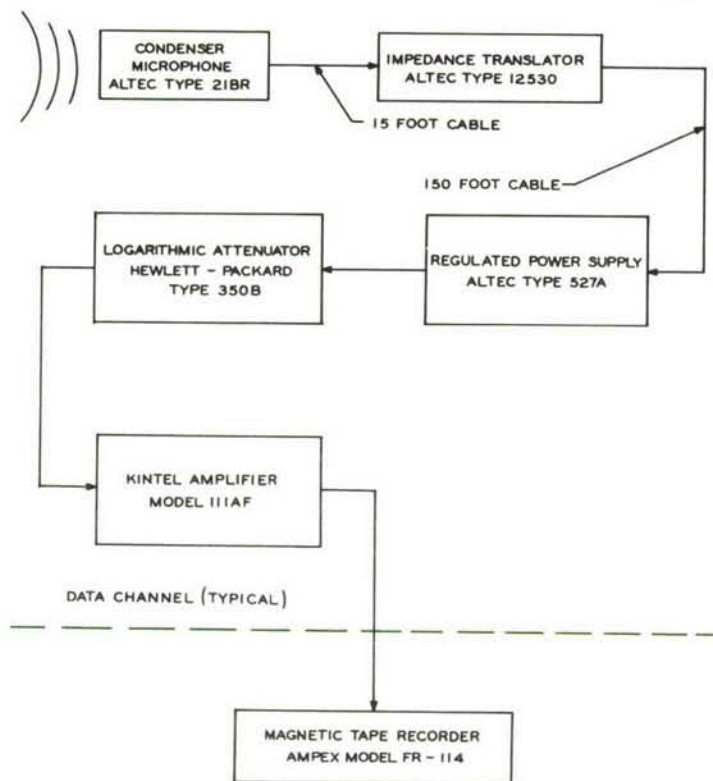 CONDENSER
MICROPHONE
ALTEC TYPE 21BR
IMPEDANCE TRANSLATOR
ALTEC TYPE 12530
15 FOOT CABLE
150 FOOT CABLE
LOGARITHMIC ATTENUATOR
HEWLETT - PACKARD
TYPE 350B
REGULATED POWER SUPPLY
ALTEC TYPE 527A
KINTEL AMPLIFIER
MODEL 111AF
DATA CHANNEL (TYPICAL)
MAGNETIC TAPE RECORDER
AMPEX MODEL FR - 114